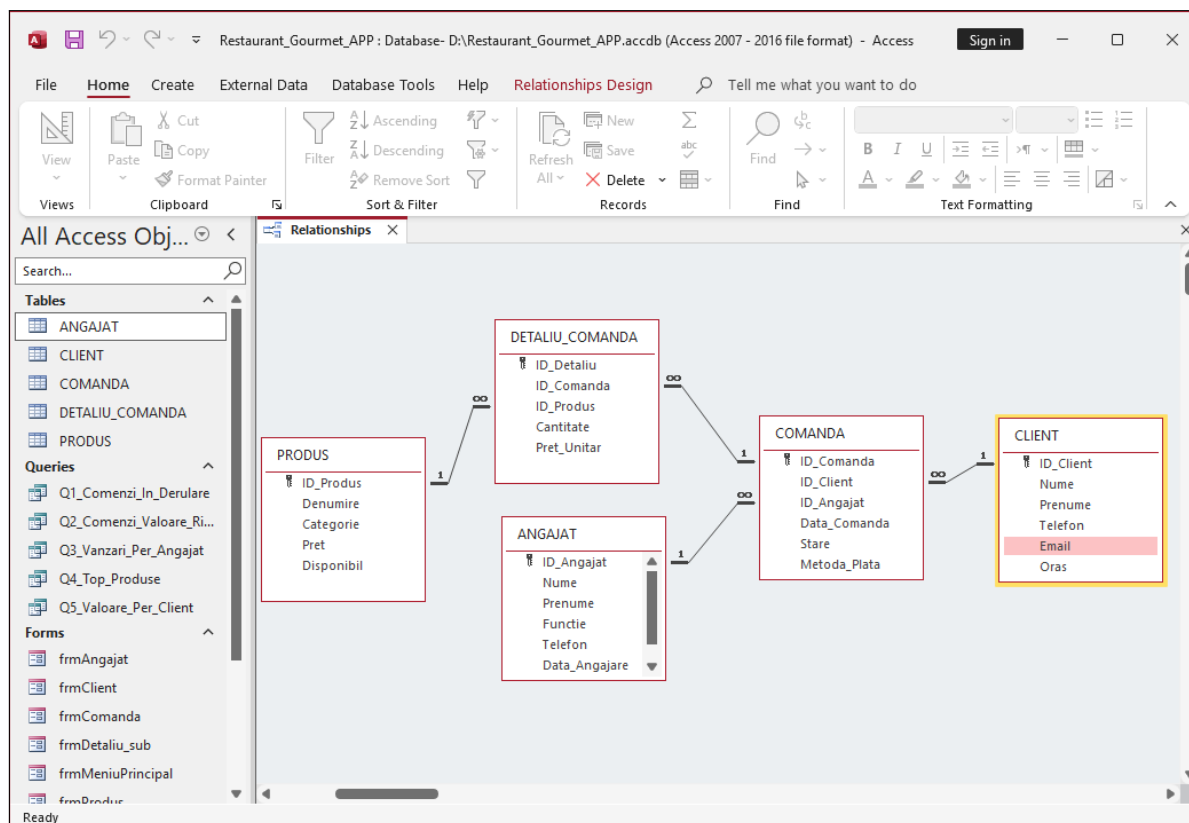 Restaurant_Gourmet_APP : Database- D:\Restaurant_Gourmet_APP.accdb (Access 2007 - 2016 file format) - Access
Sign in
File Home Create External Data Database Tools Help Relationships Design Tell me what you want to do
View
Paste
Cut
Copy
Format Painter
Filter
Ascending
Descending
Remove Sort
Refresh
All
New
Save
Delete
Find
Views Clipboard Sort & Filter Records Find Text Formatting
All Access Obj...
Search...
Tables
ANGAJAT
CLIENT
COMANDA
DETALIU_COMANDA
PRODUS
Queries
Q1_Comenzi_In_Derulare
Q2_Comenzi_Valoare_Ri...
Q3_Vanzari_Per_Angajat
Q4_Top_Produse
Q5_Valoare_Per_Client
Forms
frmAngajat
frmClient
frmComanda
frmDetaliu_sub
frmMeniuPrincipal
frmProdus
Relationships
PRODUS
ID_Produs
Denumire
Categorie
Pret
Disponibil
1
∞
DETALIU_COMANDA
ID_Detaliu
ID_Comanda
ID_Produs
Cantitate
Pret_Unitar
∞
1
ANGAJAT
ID_Angajat
Nume
Prenume
Functie
Telefon
Data_Angajare
1
∞
COMANDA
ID_Comanda
ID_Client
ID_Angajat
Data_Comanda
Stare
Metoda_Plata
∞
1
CLIENT
ID_Client
Nume
Prenume
Telefon
Email
Oras
Ready